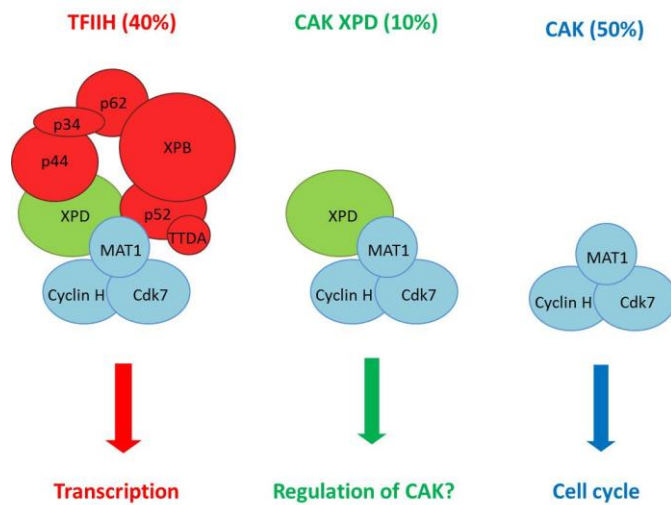 TFIIH (40%)
CAK XPD (10%)
CAK (50%)
p62
p34
XPB
p44
XPD
p52
TTDA
MAT1
Cyclin H
Cdk7
XPD
MAT1
Cyclin H
Cdk7
MAT1
Cyclin H
Cdk7
Transcription
Regulation of CAK?
Cell cycle